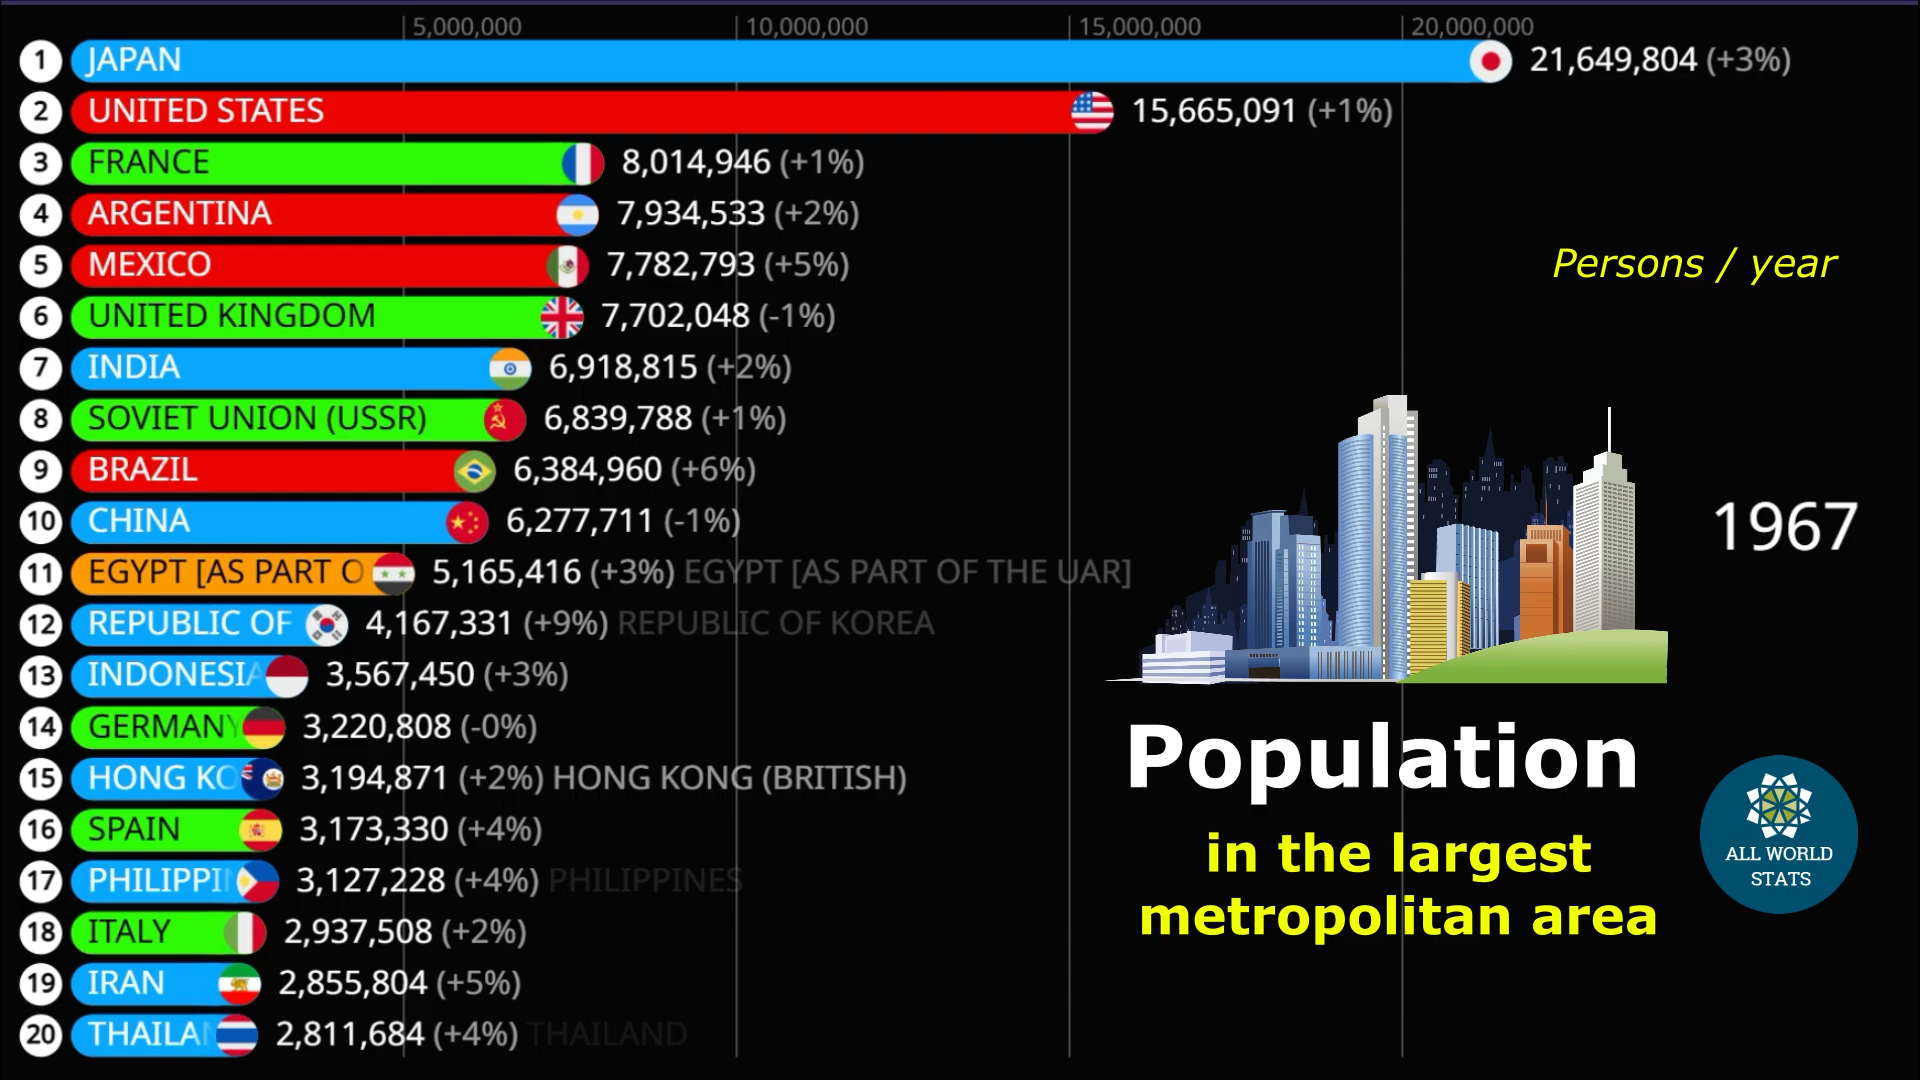 5,000,000 10,000,000 15,000,000 20,000,000
1 JAPAN 21,649,804 (+3%)
2 UNITED STATES 15,665,091 (+1%)
3 FRANCE 8,014,946 (+1%)
4 ARGENTINA 7,934,533 (+2%)
5 MEXICO 7,782,793 (+5%)
6 UNITED KINGDOM 7,702,048 (-1%)
7 INDIA 6,918,815 (+2%)
8 SOVIET UNION (USSR) 6,839,788 (+1%)
9 BRAZIL 6,384,960 (+6%)
10 CHINA 6,277,711 (-1%)
11 EGYPT [AS PART O 5,165,416 (+3%) EGYPT [AS PART OF THE UAR]
12 REPUBLIC OF 4,167,331 (+9%) REPUBLIC OF KOREA
13 INDONESIA 3,567,450 (+3%)
14 GERMANY 3,220,808 (-0%)
15 HONG KO 3,194,871 (+2%) HONG KONG (BRITISH)
16 SPAIN 3,173,330 (+4%)
17 PHILIPPIN 3,127,228 (+4%) PHILIPPINES
18 ITALY 2,937,508 (+2%)
19 IRAN 2,855,804 (+5%)
20 THAILAN 2,811,684 (+4%) THAILAND
Persons / year
1967
Population
in the largest
metropolitan area
ALL WORLD
STATS